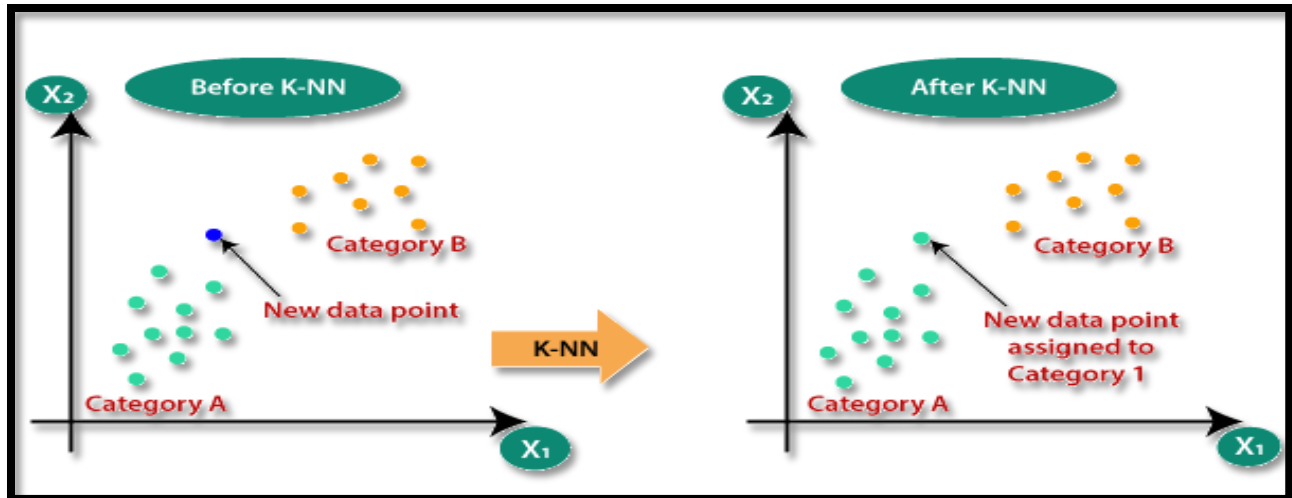 Before K-NN
X₂
Category B
New data point
Category A
X₁
K-NN
After K-NN
X₂
Category B
New data point
assigned to
Category 1
Category A
X₁